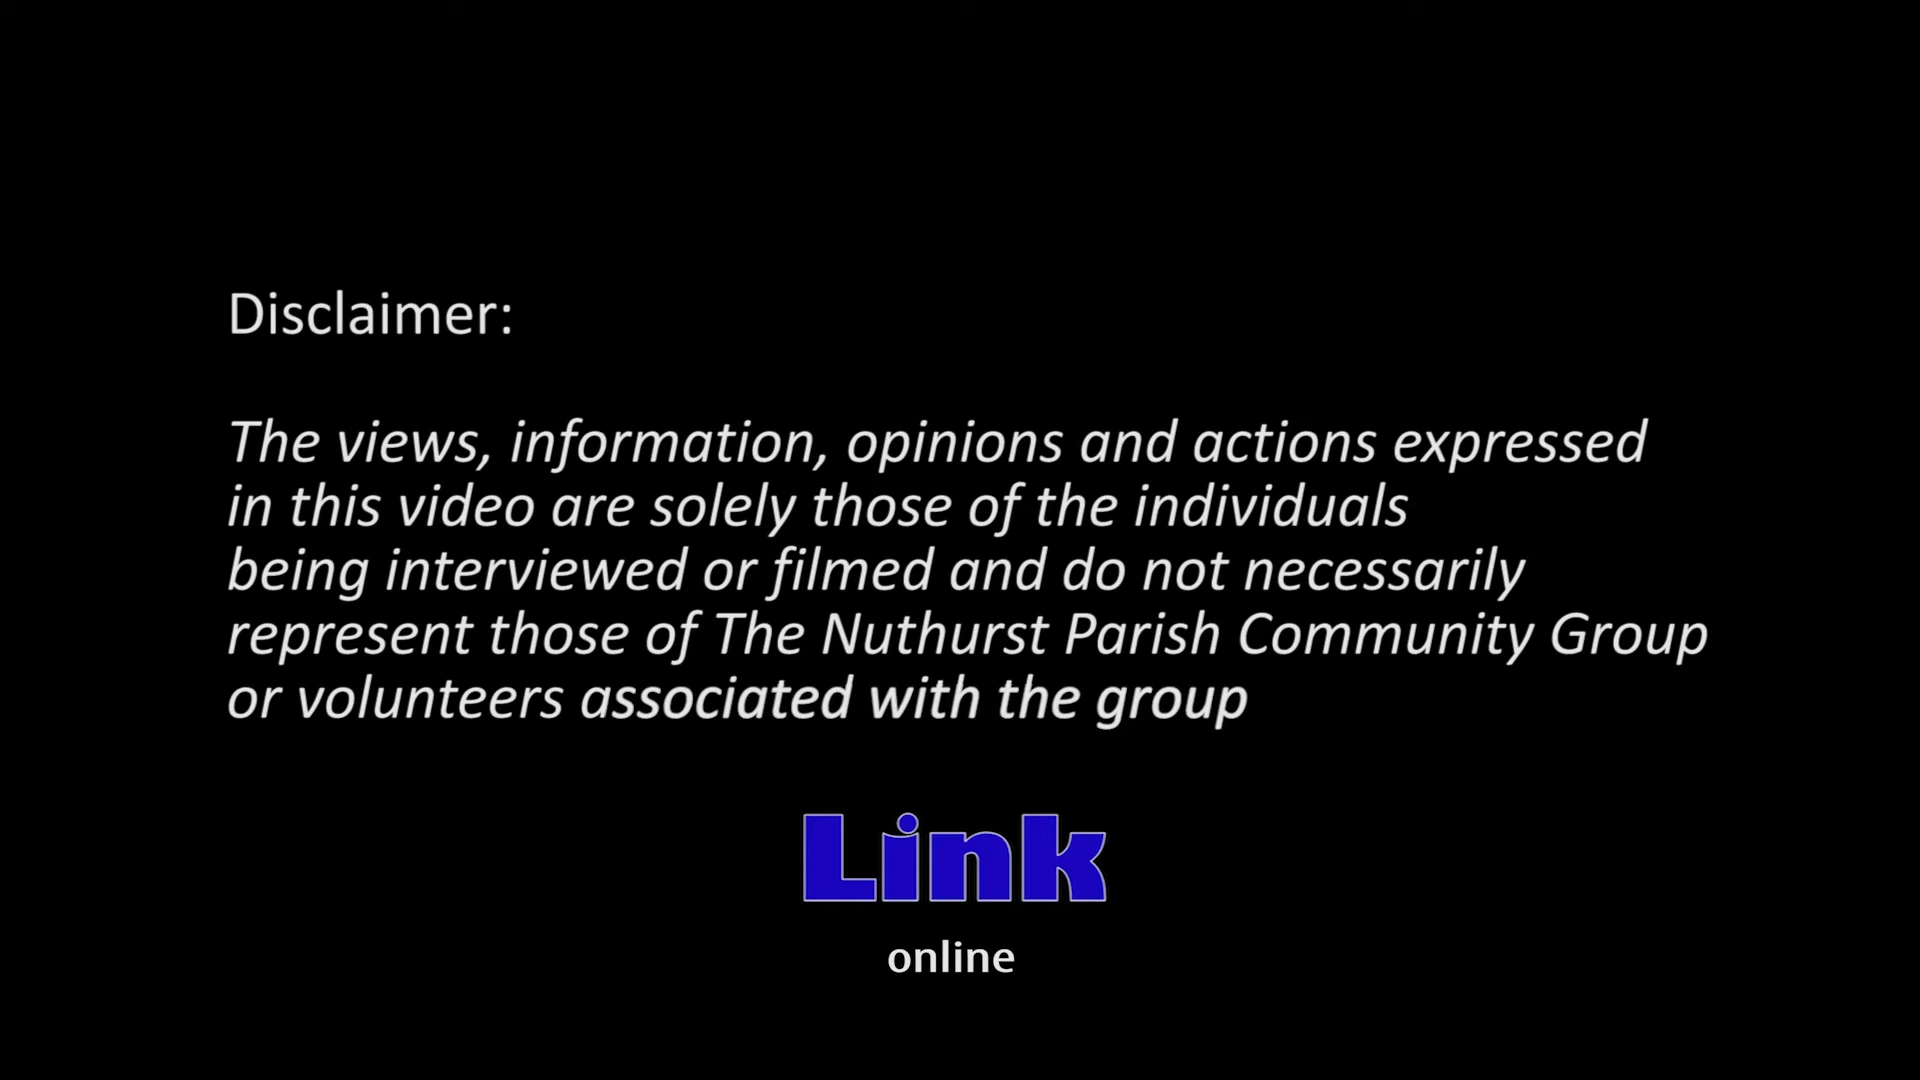 Disclaimer:
The views, information, opinions and actions expressed
in this video are solely those of the individuals
being interviewed or filmed and do not necessarily
represent those of The Nuthurst Parish Community Group
or volunteers associated with the group
Link
online